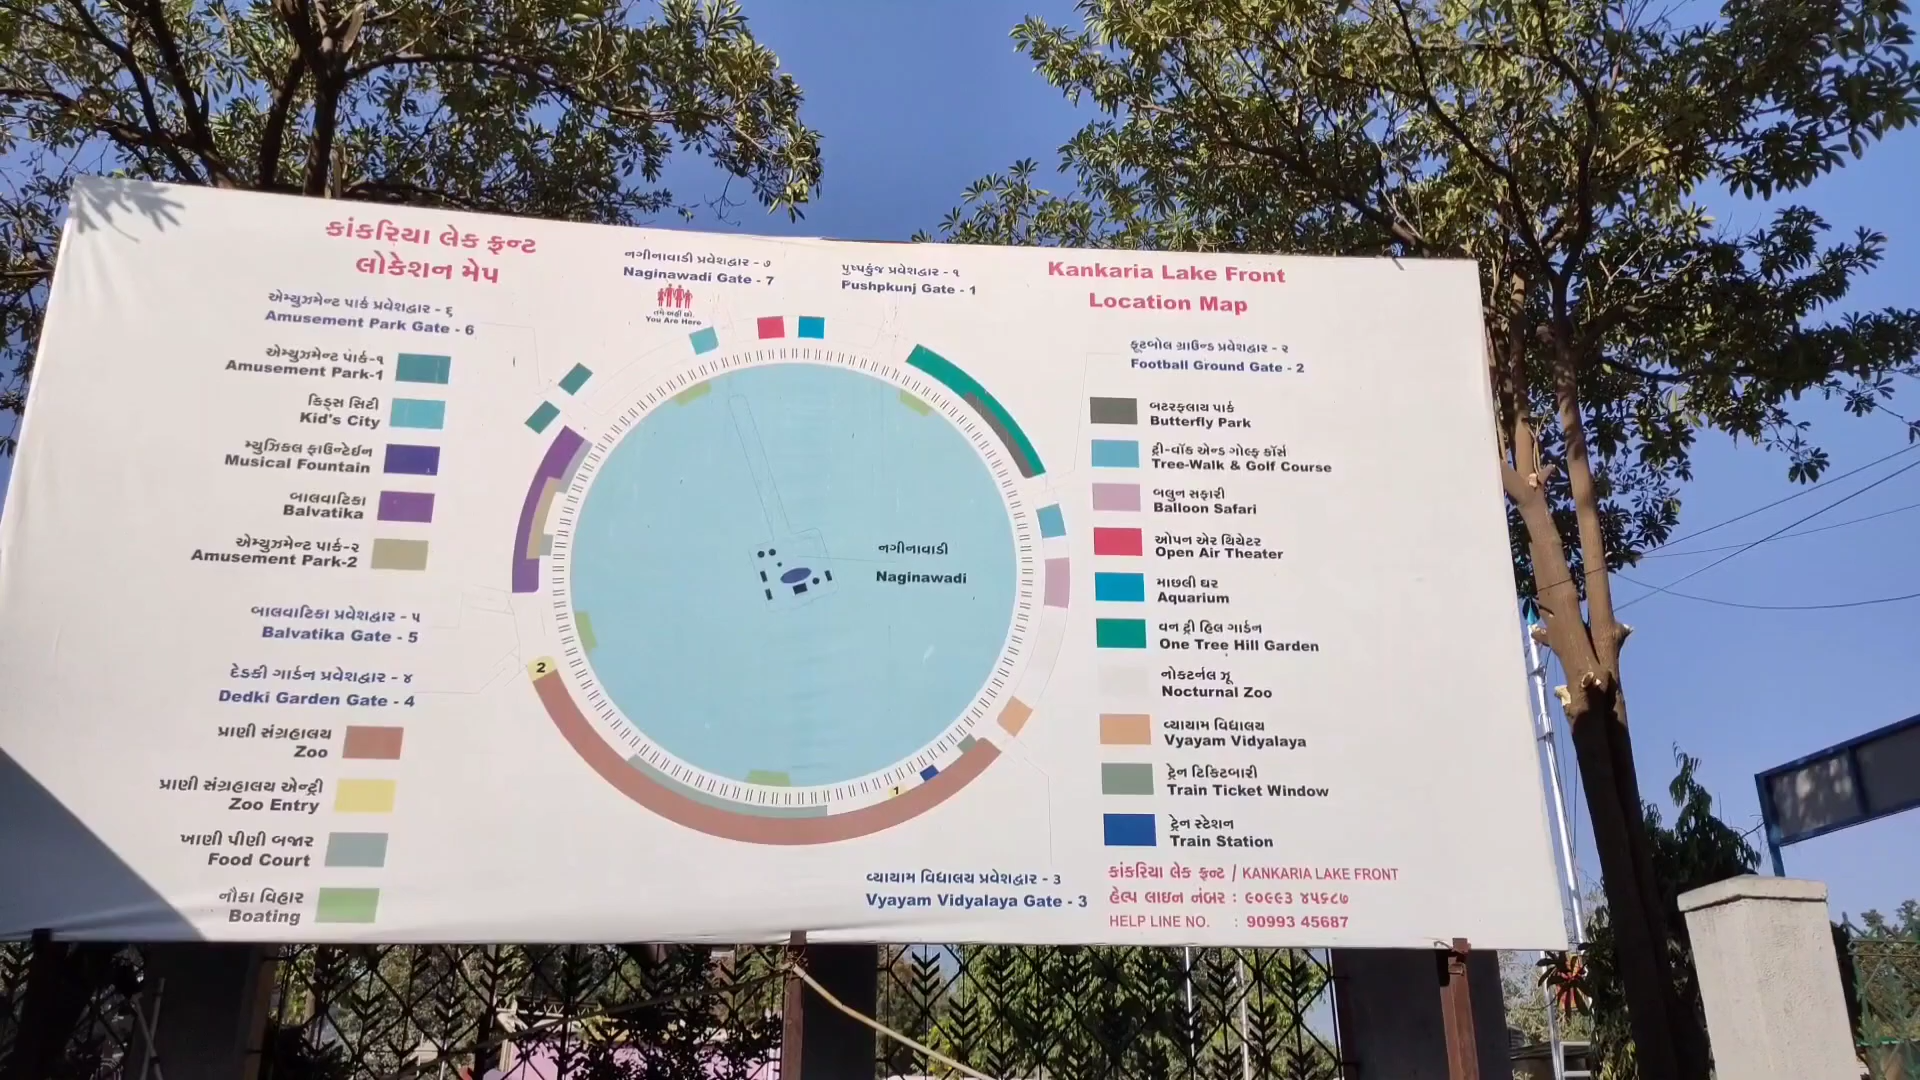 કાંકરિયા લેક ફ્રન્ટ
લોકેશન મેપ
નગીનાવાડી પ્રવેશદ્વાર - ૭
Naginawadi Gate - 7
તમે અહીં છો.
You Are Here
પુષ્પકુંજ પ્રવેશદ્વાર - ૧
Pushpkunj Gate - 1
Kankaria Lake Front
Location Map
એમ્યુઝમેન્ટ પાર્ક પ્રવેશદ્વાર - ૬
Amusement Park Gate - 6
એમ્યુઝમેન્ટ પાર્ક-૧
Amusement Park-1
કિડ્સ સિટી
Kid's City
મ્યુઝિકલ ફાઉન્ટેઈન
Musical Fountain
બાલવાટિકા
Balvatika
એમ્યુઝમેન્ટ પાર્ક-૨
Amusement Park-2
બાલવાટિકા પ્રવેશદ્વાર - ૫
Balvatika Gate - 5
દેડકી ગાર્ડન પ્રવેશદ્વાર - ૪
Dedki Garden Gate - 4
પ્રાણી સંગ્રહાલય
Zoo
પ્રાણી સંગ્રહાલય એન્ટ્રી
Zoo Entry
ખાણી પીણી બજાર
Food Court
નૌકા વિહાર
Boating
નગીનાવાડી
Naginawadi
2
1
ફૂટબોલ ગ્રાઉન્ડ પ્રવેશદ્વાર - ૨
Football Ground Gate - 2
બટરફલાય પાર્ક
Butterfly Park
ટ્રી-વૉક એન્ડ ગોલ્ફ કૉર્સ
Tree-Walk & Golf Course
બલુન સફારી
Balloon Safari
ઓપન એર થિયેટર
Open Air Theater
માછલી ઘર
Aquarium
વન ટ્રી હિલ ગાર્ડન
One Tree Hill Garden
નોકટર્નલ ઝૂ
Nocturnal Zoo
વ્યાયામ વિદ્યાલય
Vyayam Vidyalaya
ટ્રેન ટિકિટબારી
Train Ticket Window
ટ્રેન સ્ટેશન
Train Station
વ્યાયામ વિદ્યાલય પ્રવેશદ્વાર - 3
Vyayam Vidyalaya Gate - 3
કાંકરિયા લેક ફ્રન્ટ / KANKARIA LAKE FRONT
હેલ્પ લાઇન નંબર : ૯૦૯૯૩ ૪૫૬૮૭
HELP LINE NO. : 90993 45687